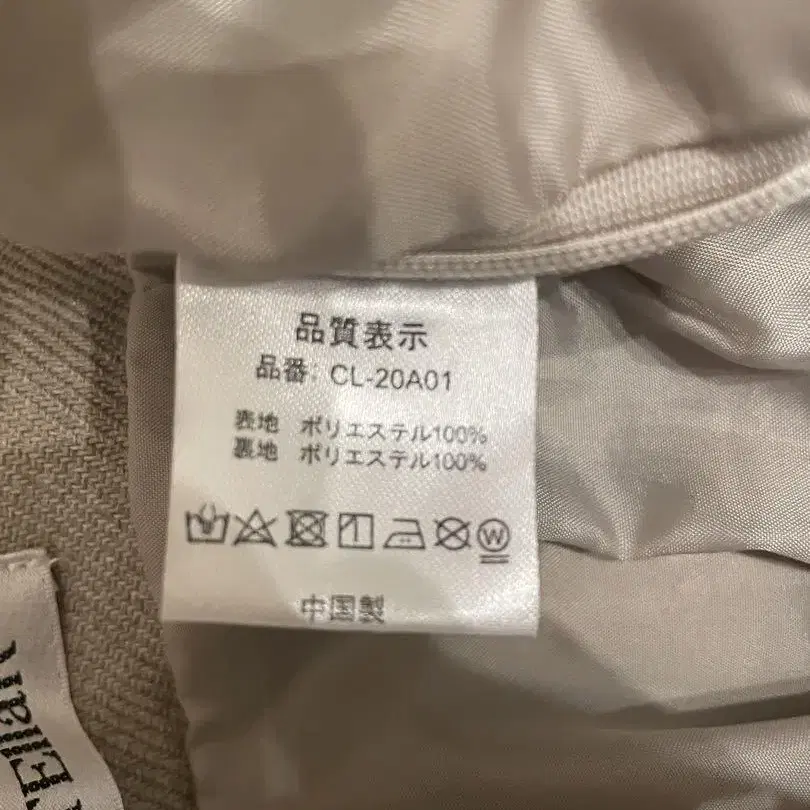 品質表示
品番: CL-20A01
表地 ポリエステル100%
裏地 ポリエステル100%
W
中国製